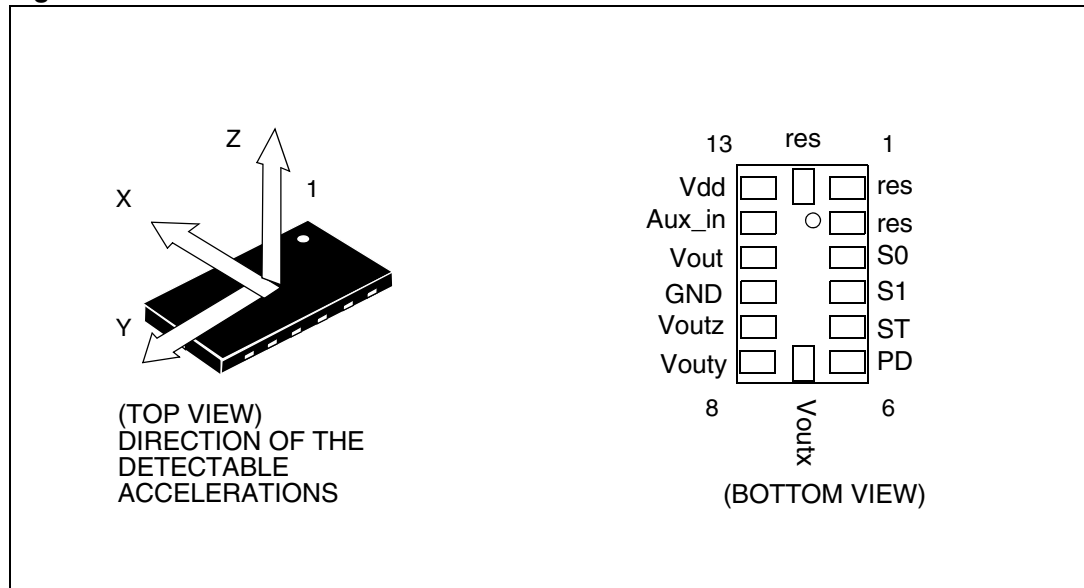 Z
X
1
Y
(TOP VIEW)
DIRECTION OF THE
DETECTABLE
ACCELERATIONS
13 res 1
Vdd res
Aux_in res
Vout S0
GND S1
Voutz ST
Vouty PD
8 Voutx 6
(BOTTOM VIEW)